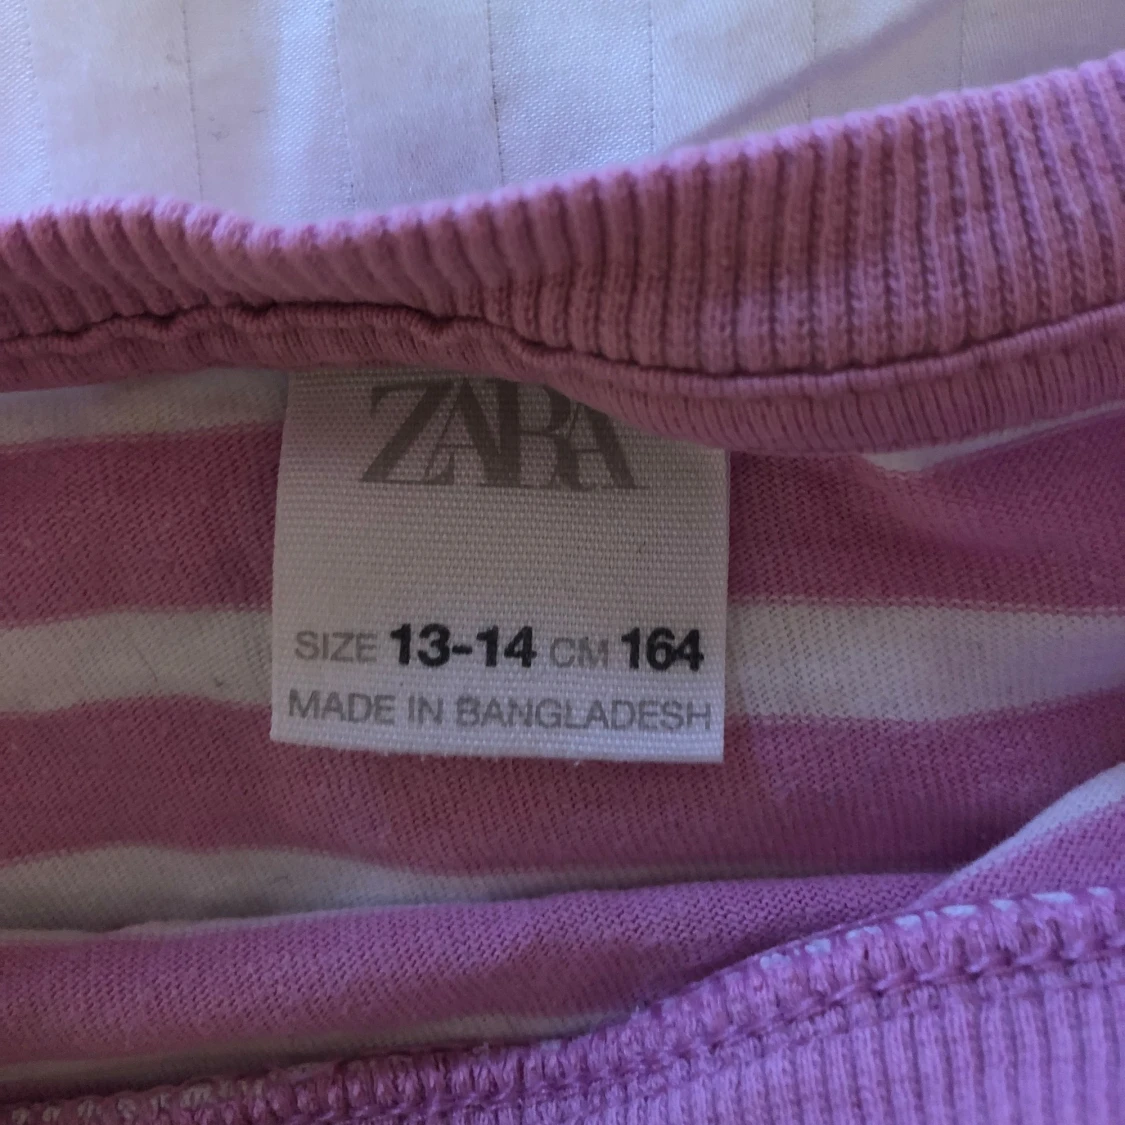 ZARA
SIZE 13-14 CM 164
MADE IN BANGLADESH